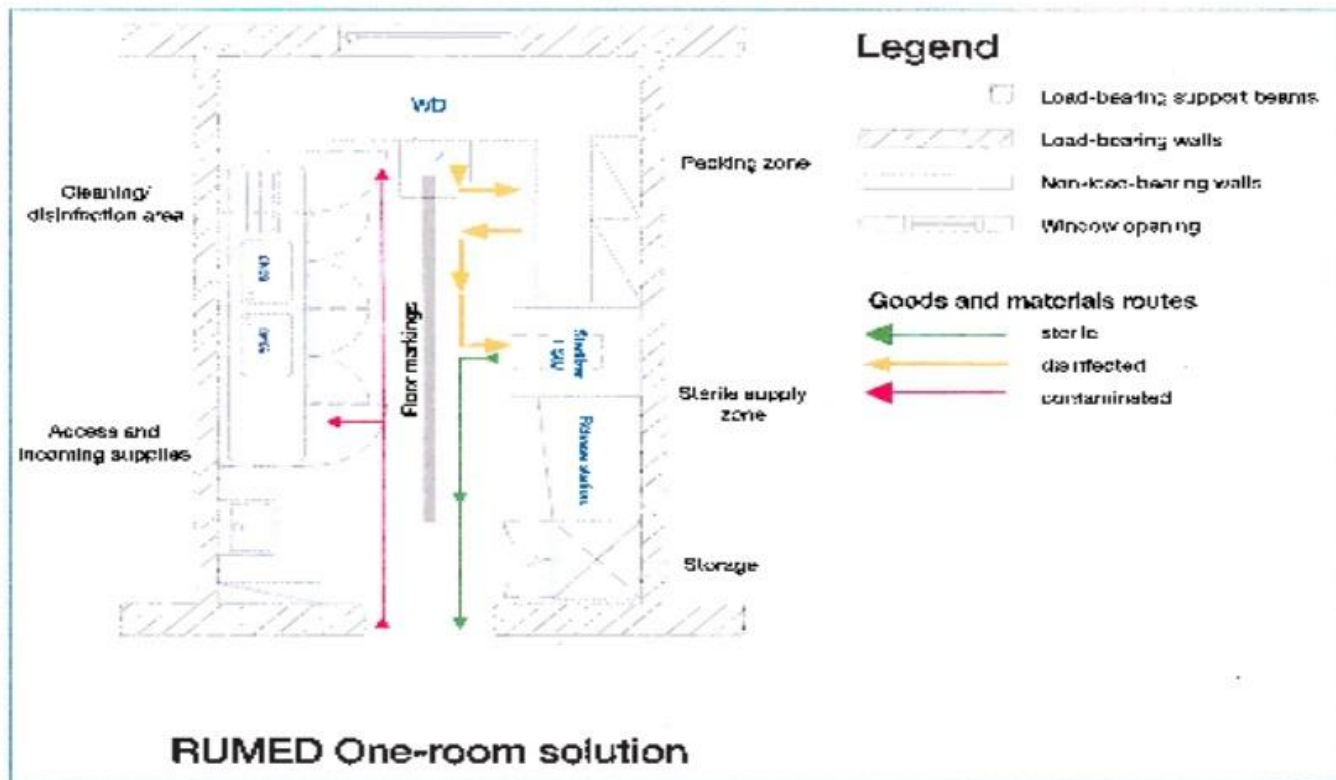 Legend
WD
Load-bearing support beams
Load-bearing walls
Packing zone
Non-load-bearing walls
Cleaning/
disinfection area
Window opening
Goods and materials routes
sterile
Floor markings
disinfected
Sterile supply
zone
contaminated
Access and
incoming supplies
Storage
RUMED One-room solution